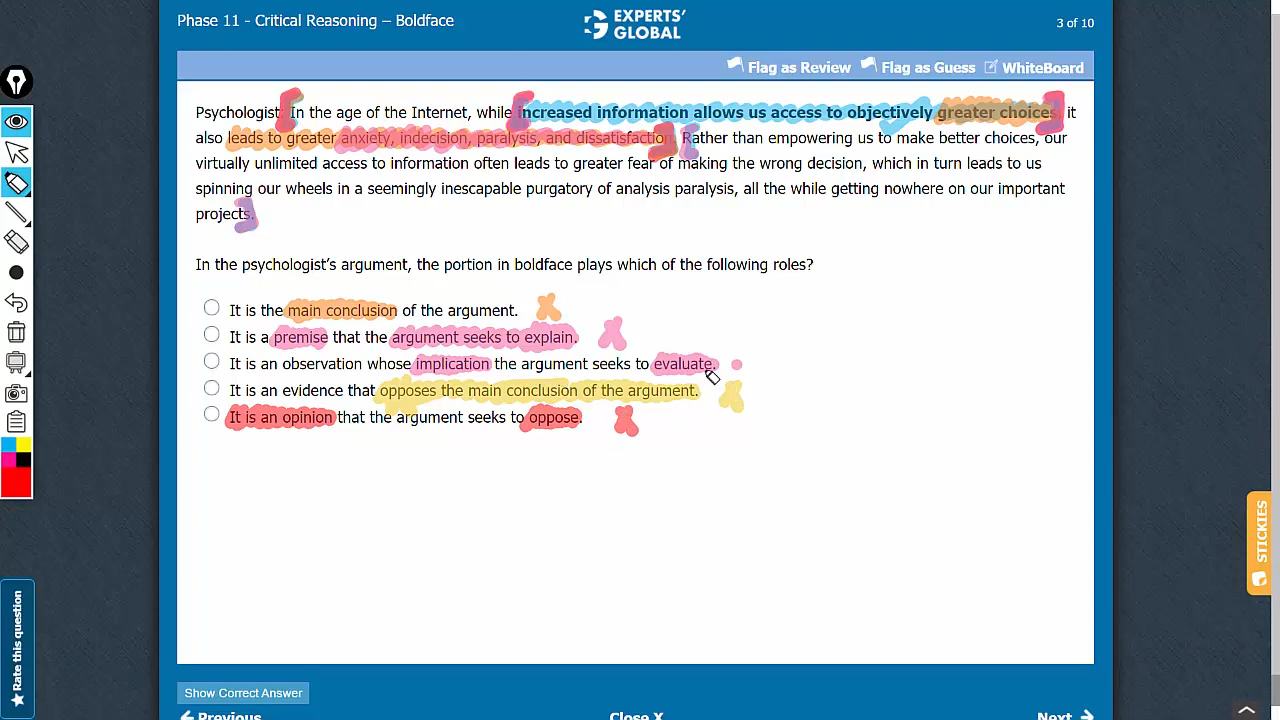 Phase 11 - Critical Reasoning – Boldface
EXPERTS'
GLOBAL
3 of 10
Flag as Review
Flag as Guess
WhiteBoard
Psychologist: In the age of the Internet, while increased information allows us access to objectively greater choices, it
also leads to greater anxiety, indecision, paralysis, and dissatisfaction. Rather than empowering us to make better choices, our
virtually unlimited access to information often leads to greater fear of making the wrong decision, which in turn leads to us
spinning our wheels in a seemingly inescapable purgatory of analysis paralysis, all the while getting nowhere on our important
projects.
In the psychologist's argument, the portion in boldface plays which of the following roles?
It is the main conclusion of the argument.
It is a premise that the argument seeks to explain.
It is an observation whose implication the argument seeks to evaluate.
It is an evidence that opposes the main conclusion of the argument.
It is an opinion that the argument seeks to oppose.
STICKIES
Rate this question
Show Correct Answer
Previous
Close X
Next